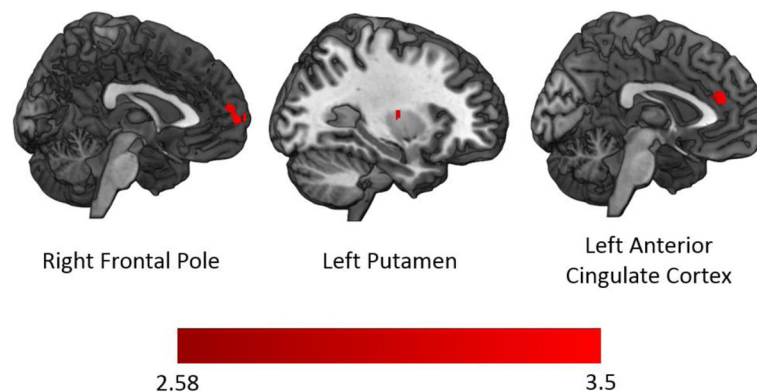 Right Frontal Pole
Left Putamen
Left Anterior
Cingulate Cortex
2.58
3.5